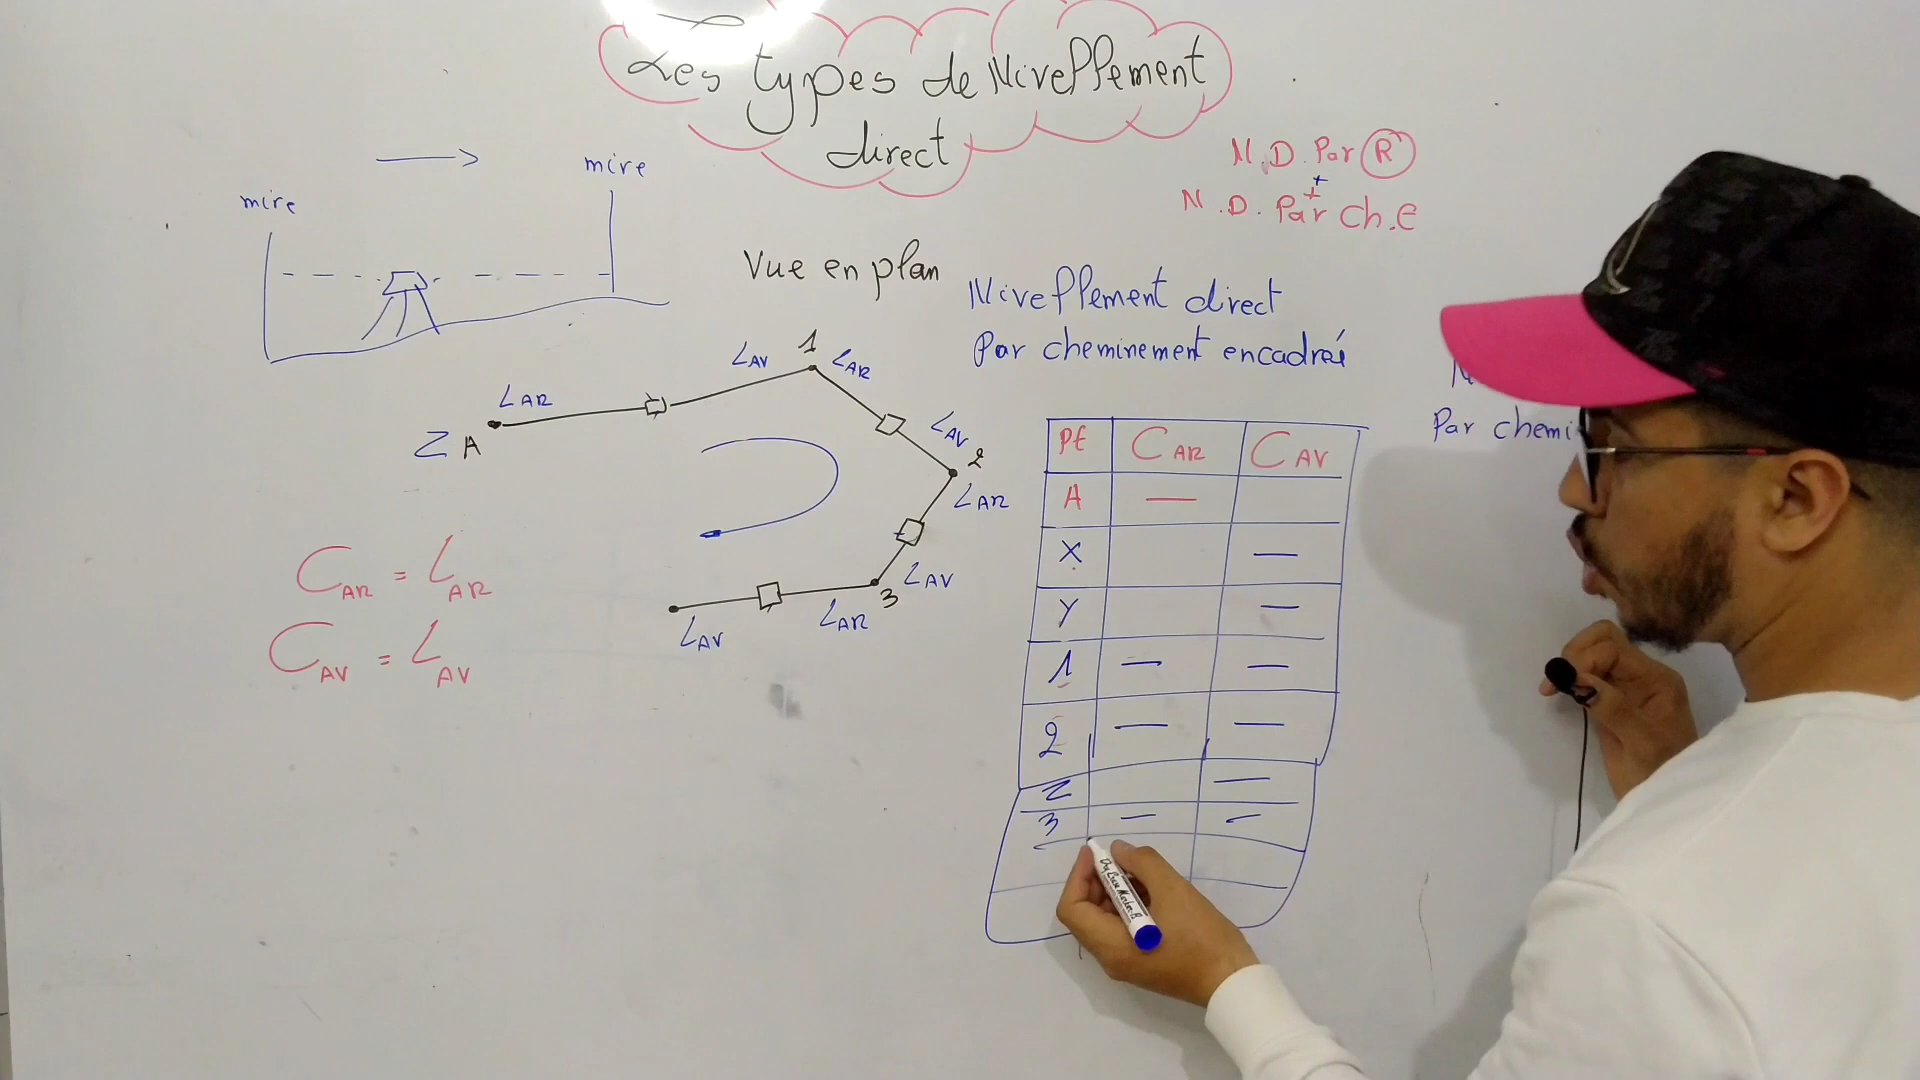 Les types de Nivellement
direct
N.D. Par R
+
N.D. Par Ch.E
mire
mire
Vue en plan
Nivellement direct
Par cheminement encadreé
Par chemi
L AV
1
L AR
L AR
Z A
L AV
2
L AR
L AV
3
L AR
L AV
C AR = L AR
C AV = L AV
Pt C AR C AV
A —
X —
Y —
1 — —
2 — —
Z —
3 — —